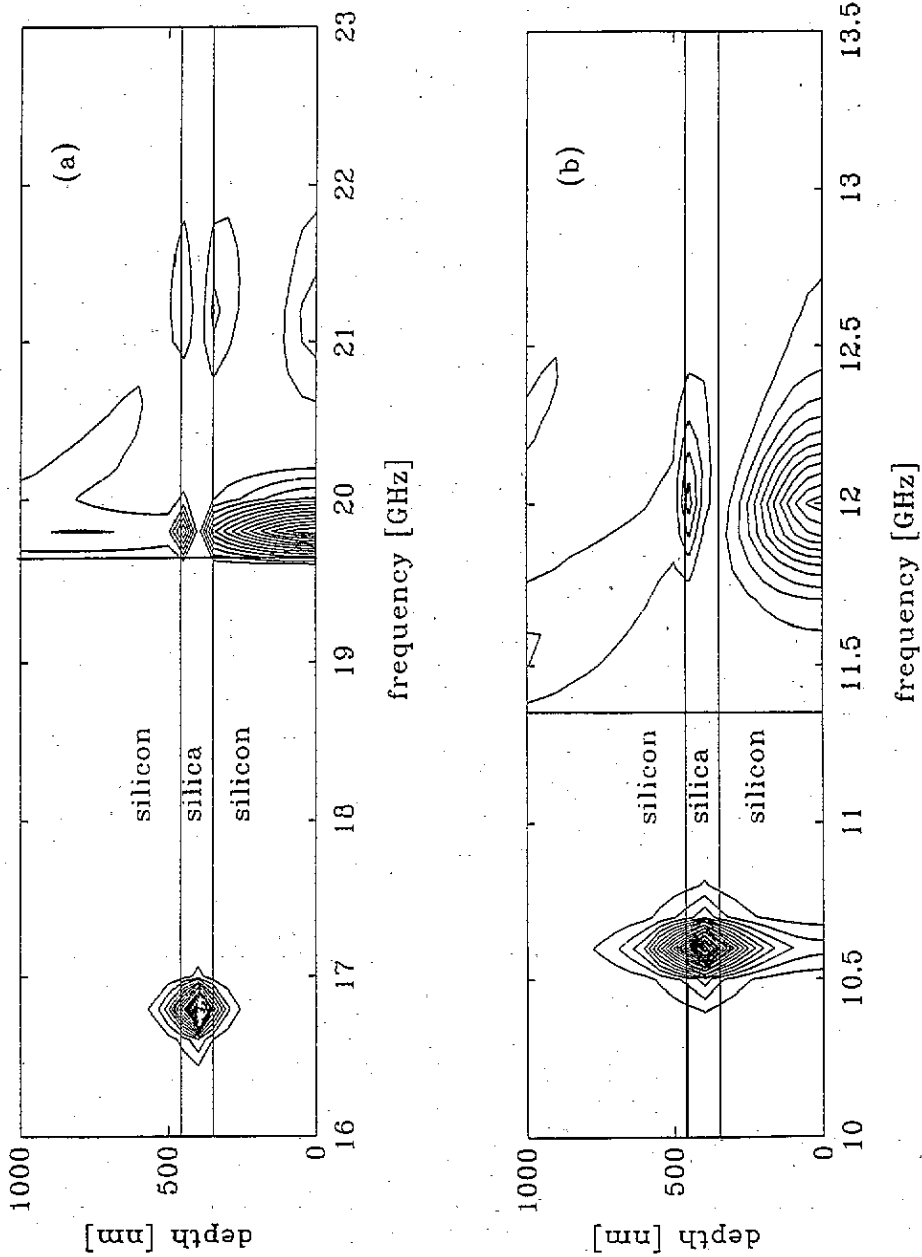 (a)
1000
500
0
depth [nm]
silicon
silica
silicon
16
17
18
19
20
21
22
23
frequency [GHz]
(b)
1000
500
0
depth [nm]
silicon
silica
silicon
10
10.5
11
11.5
12
12.5
13
13.5
frequency [GHz]